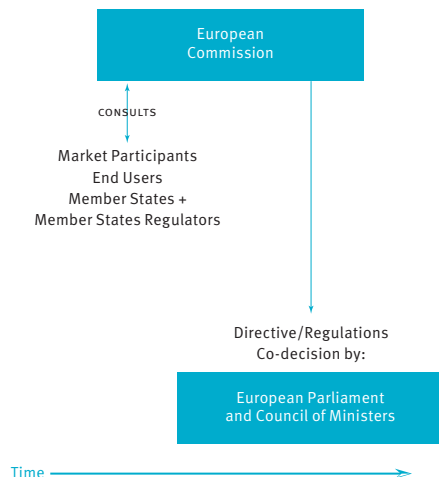 European
Commission
CONSULTS
Market Participants
End Users
Member States +
Member States Regulators
Directive/Regulations
Co-decision by:
European Parliament
and Council of Ministers
Time